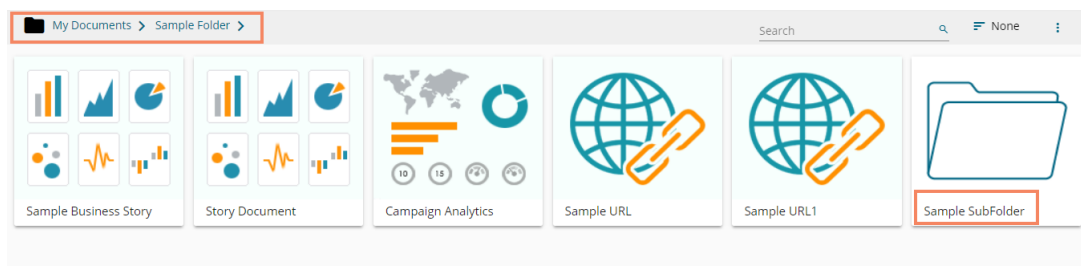 My Documents > Sample Folder >
Search
None
10 15
Sample Business Story
Story Document
Campaign Analytics
Sample URL
Sample URL1
Sample SubFolder